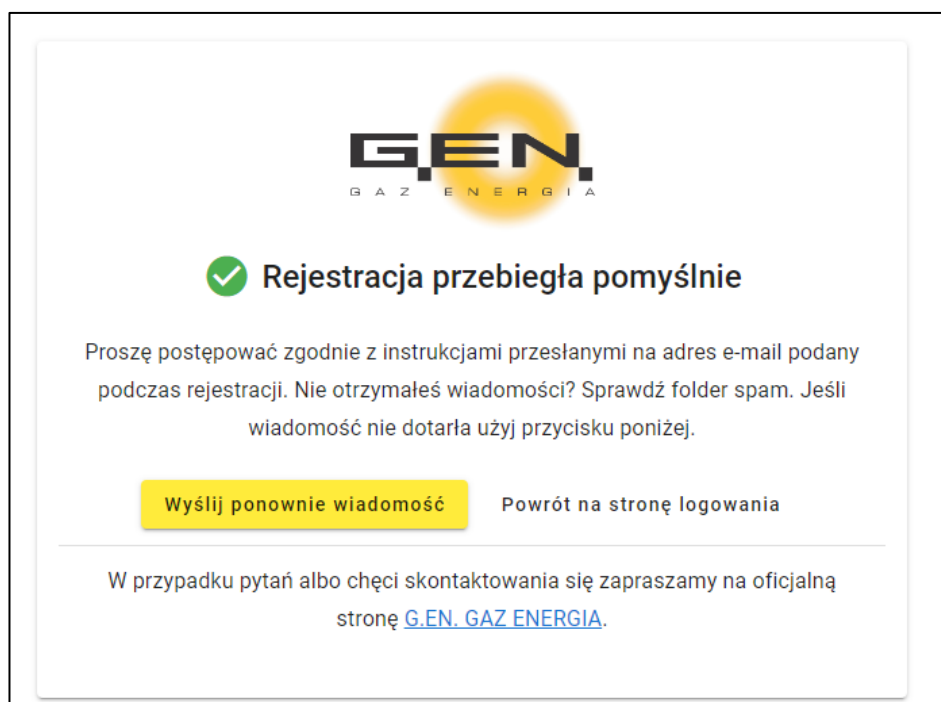 G.EN.
GAZ ENERGIA
Rejestracja przebiegła pomyślnie
Proszę postępować zgodnie z instrukcjami przesłanymi na adres e-mail podany
podczas rejestracji. Nie otrzymałeś wiadomości? Sprawdź folder spam. Jeśli
wiadomość nie dotarła użyj przycisku poniżej.
Wyślij ponownie wiadomość Powrót na stronę logowania
W przypadku pytań albo chęci skontaktowania się zapraszamy na oficjalną
stronę G.EN. GAZ ENERGIA.